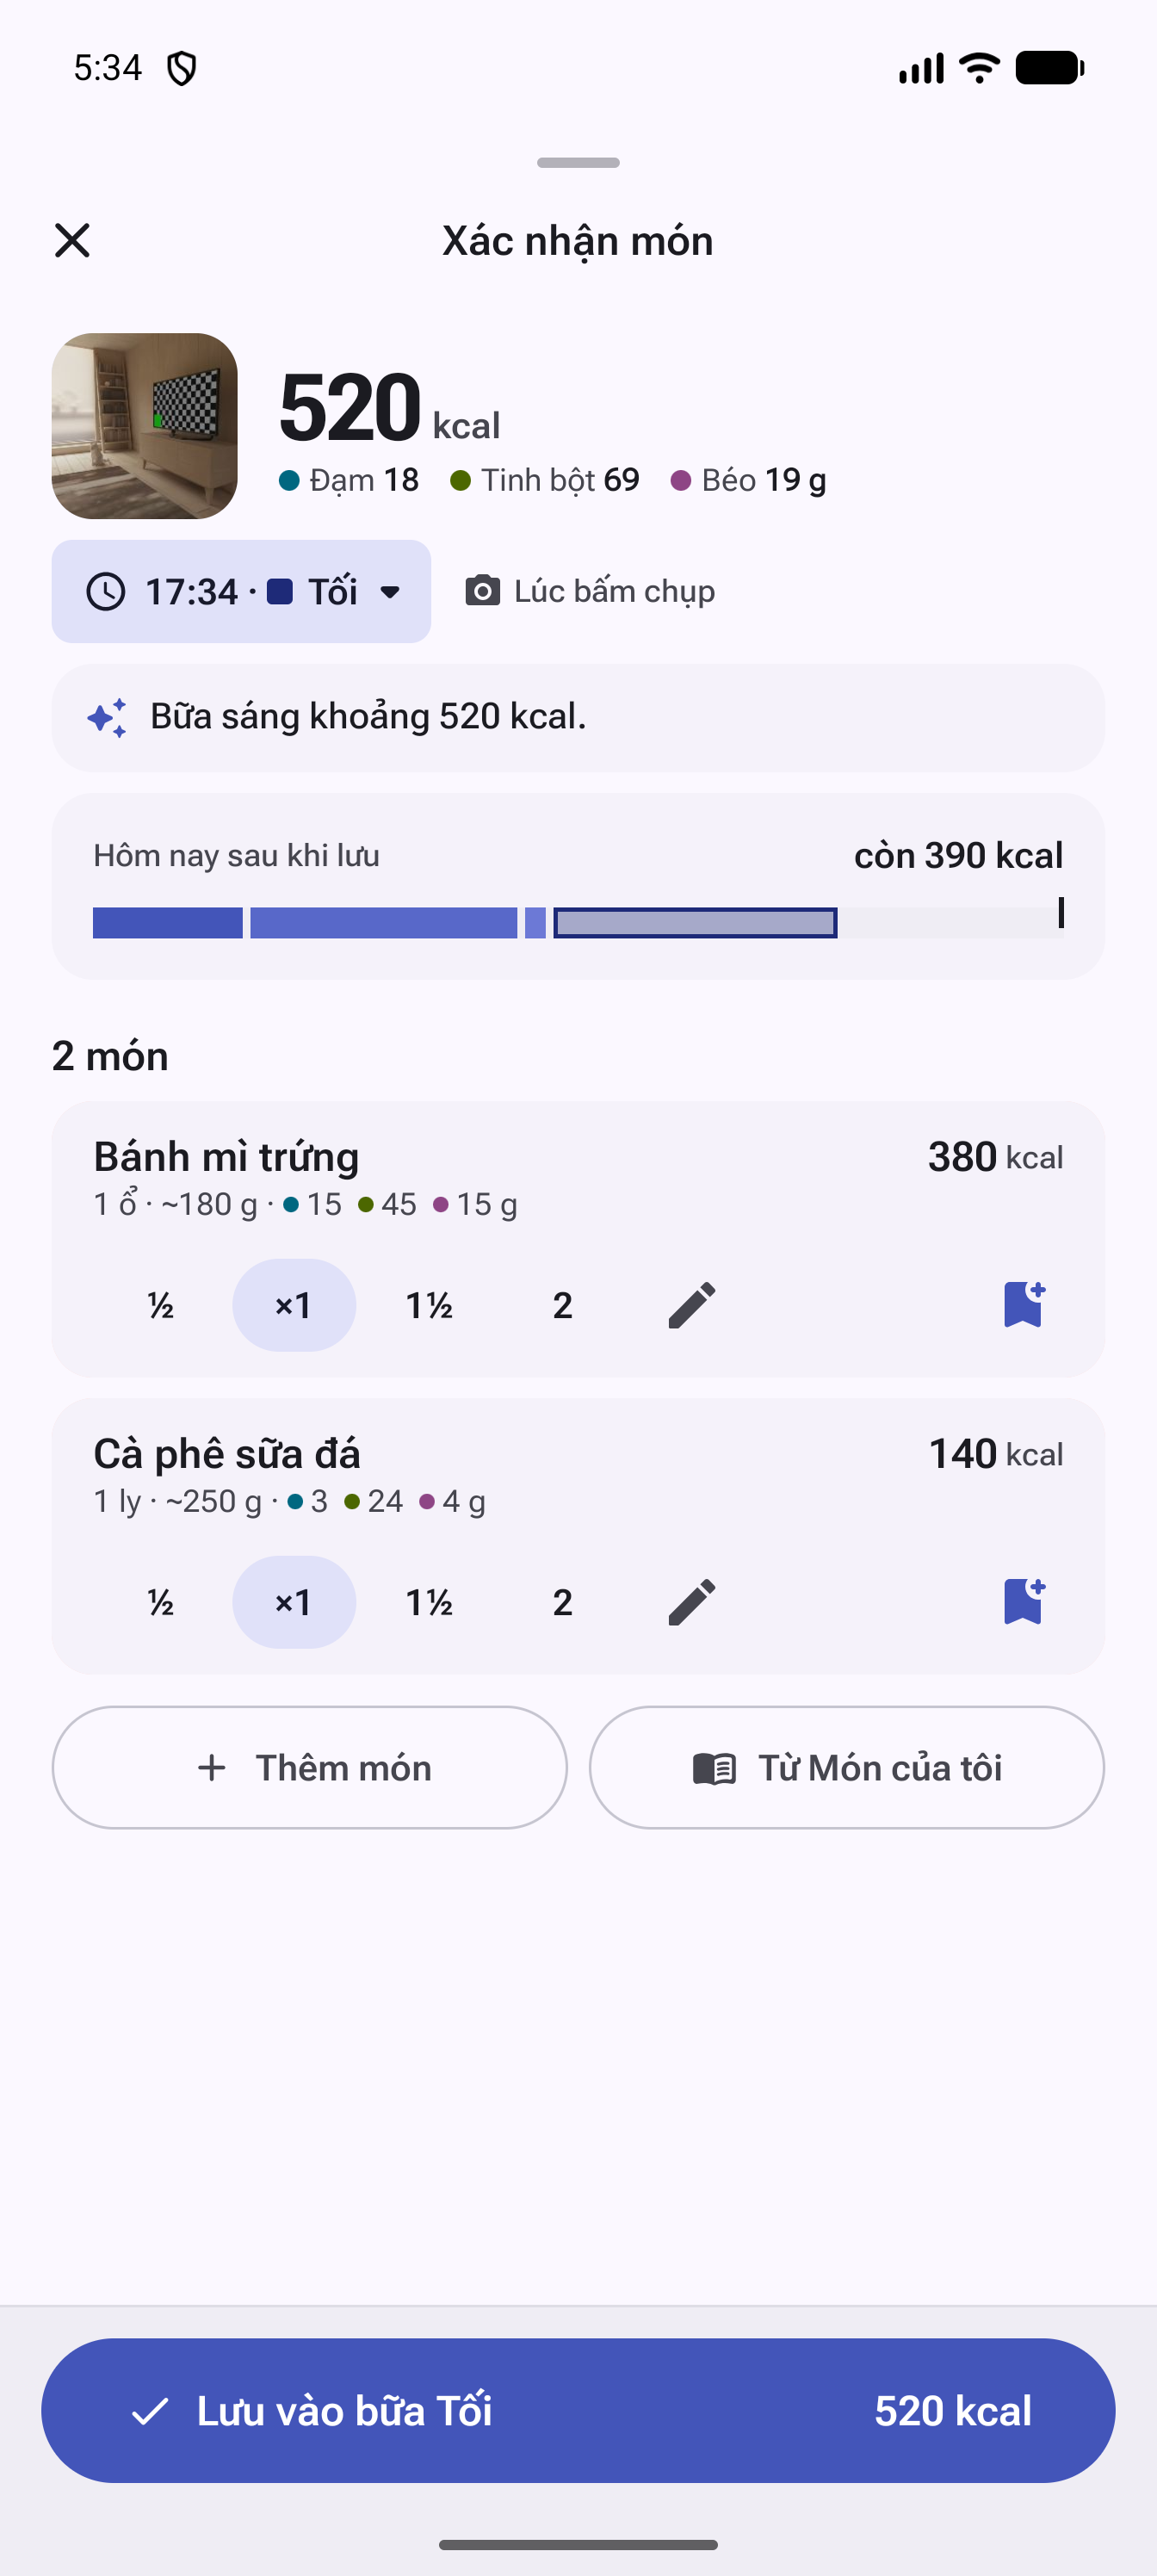 5:34
Xác nhận món
520 kcal
Đạm 18 Tinh bột 69 Béo 19 g
17:34 · Tối
Lúc bấm chụp
Bữa sáng khoảng 520 kcal.
Hôm nay sau khi lưu còn 390 kcal
2 món
Bánh mì trứng 380 kcal
1 ổ · ~180 g · 15 45 15 g
½ ×1 1½ 2
Cà phê sữa đá 140 kcal
1 ly · ~250 g · 3 24 4 g
½ ×1 1½ 2
Thêm món
Từ Món của tôi
Lưu vào bữa Tối 520 kcal